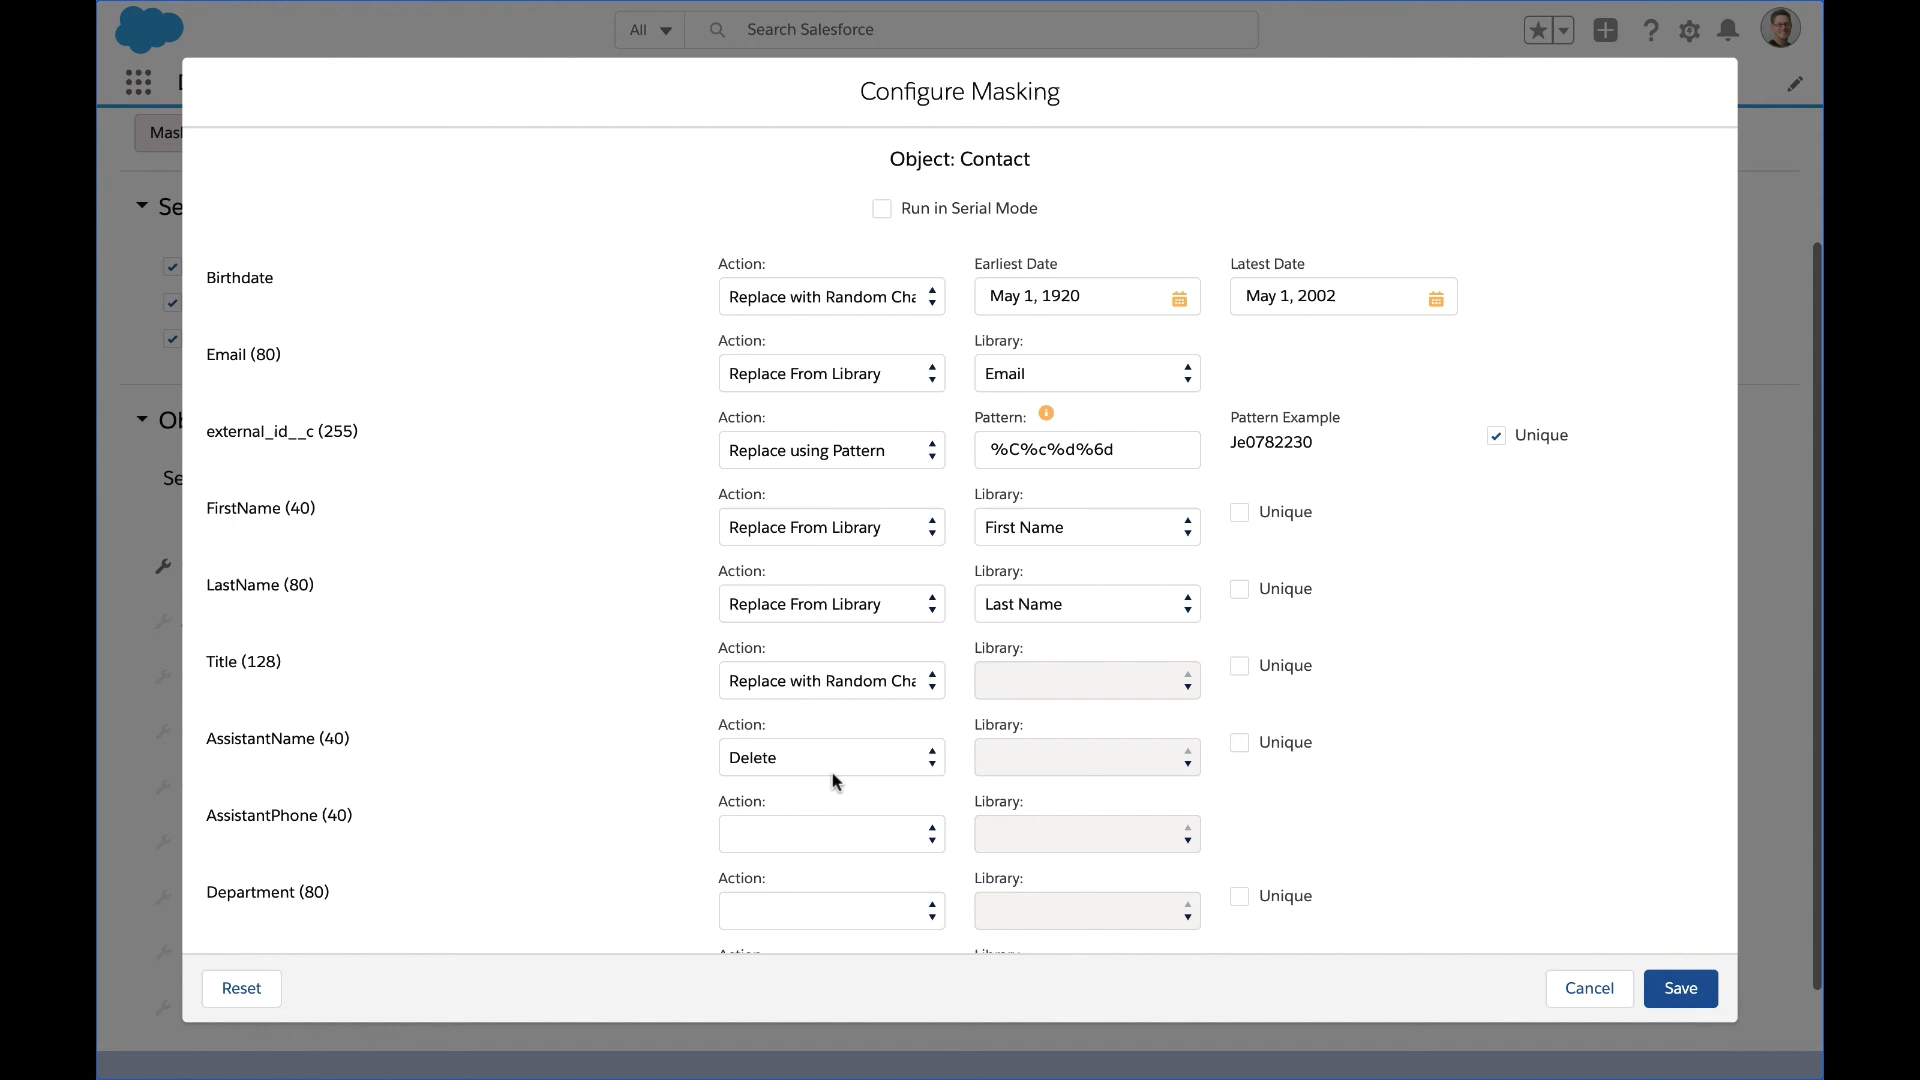 All
Search Salesforce
Configure Masking
Object: Contact
Run in Serial Mode
Birthdate
Action:
Replace with Random Cha
Earliest Date
May 1, 1920
Latest Date
May 1, 2002
Email (80)
Action:
Replace From Library
Library:
Email
external_id__c (255)
Action:
Replace using Pattern
Pattern:
%C%c%d%6d
Pattern Example
Je0782230
Unique
FirstName (40)
Action:
Replace From Library
Library:
First Name
Unique
LastName (80)
Action:
Replace From Library
Library:
Last Name
Unique
Title (128)
Action:
Replace with Random Cha
Library:
Unique
AssistantName (40)
Action:
Delete
Library:
Unique
AssistantPhone (40)
Action:
Library:
Department (80)
Action:
Library:
Unique
Reset
Cancel
Save